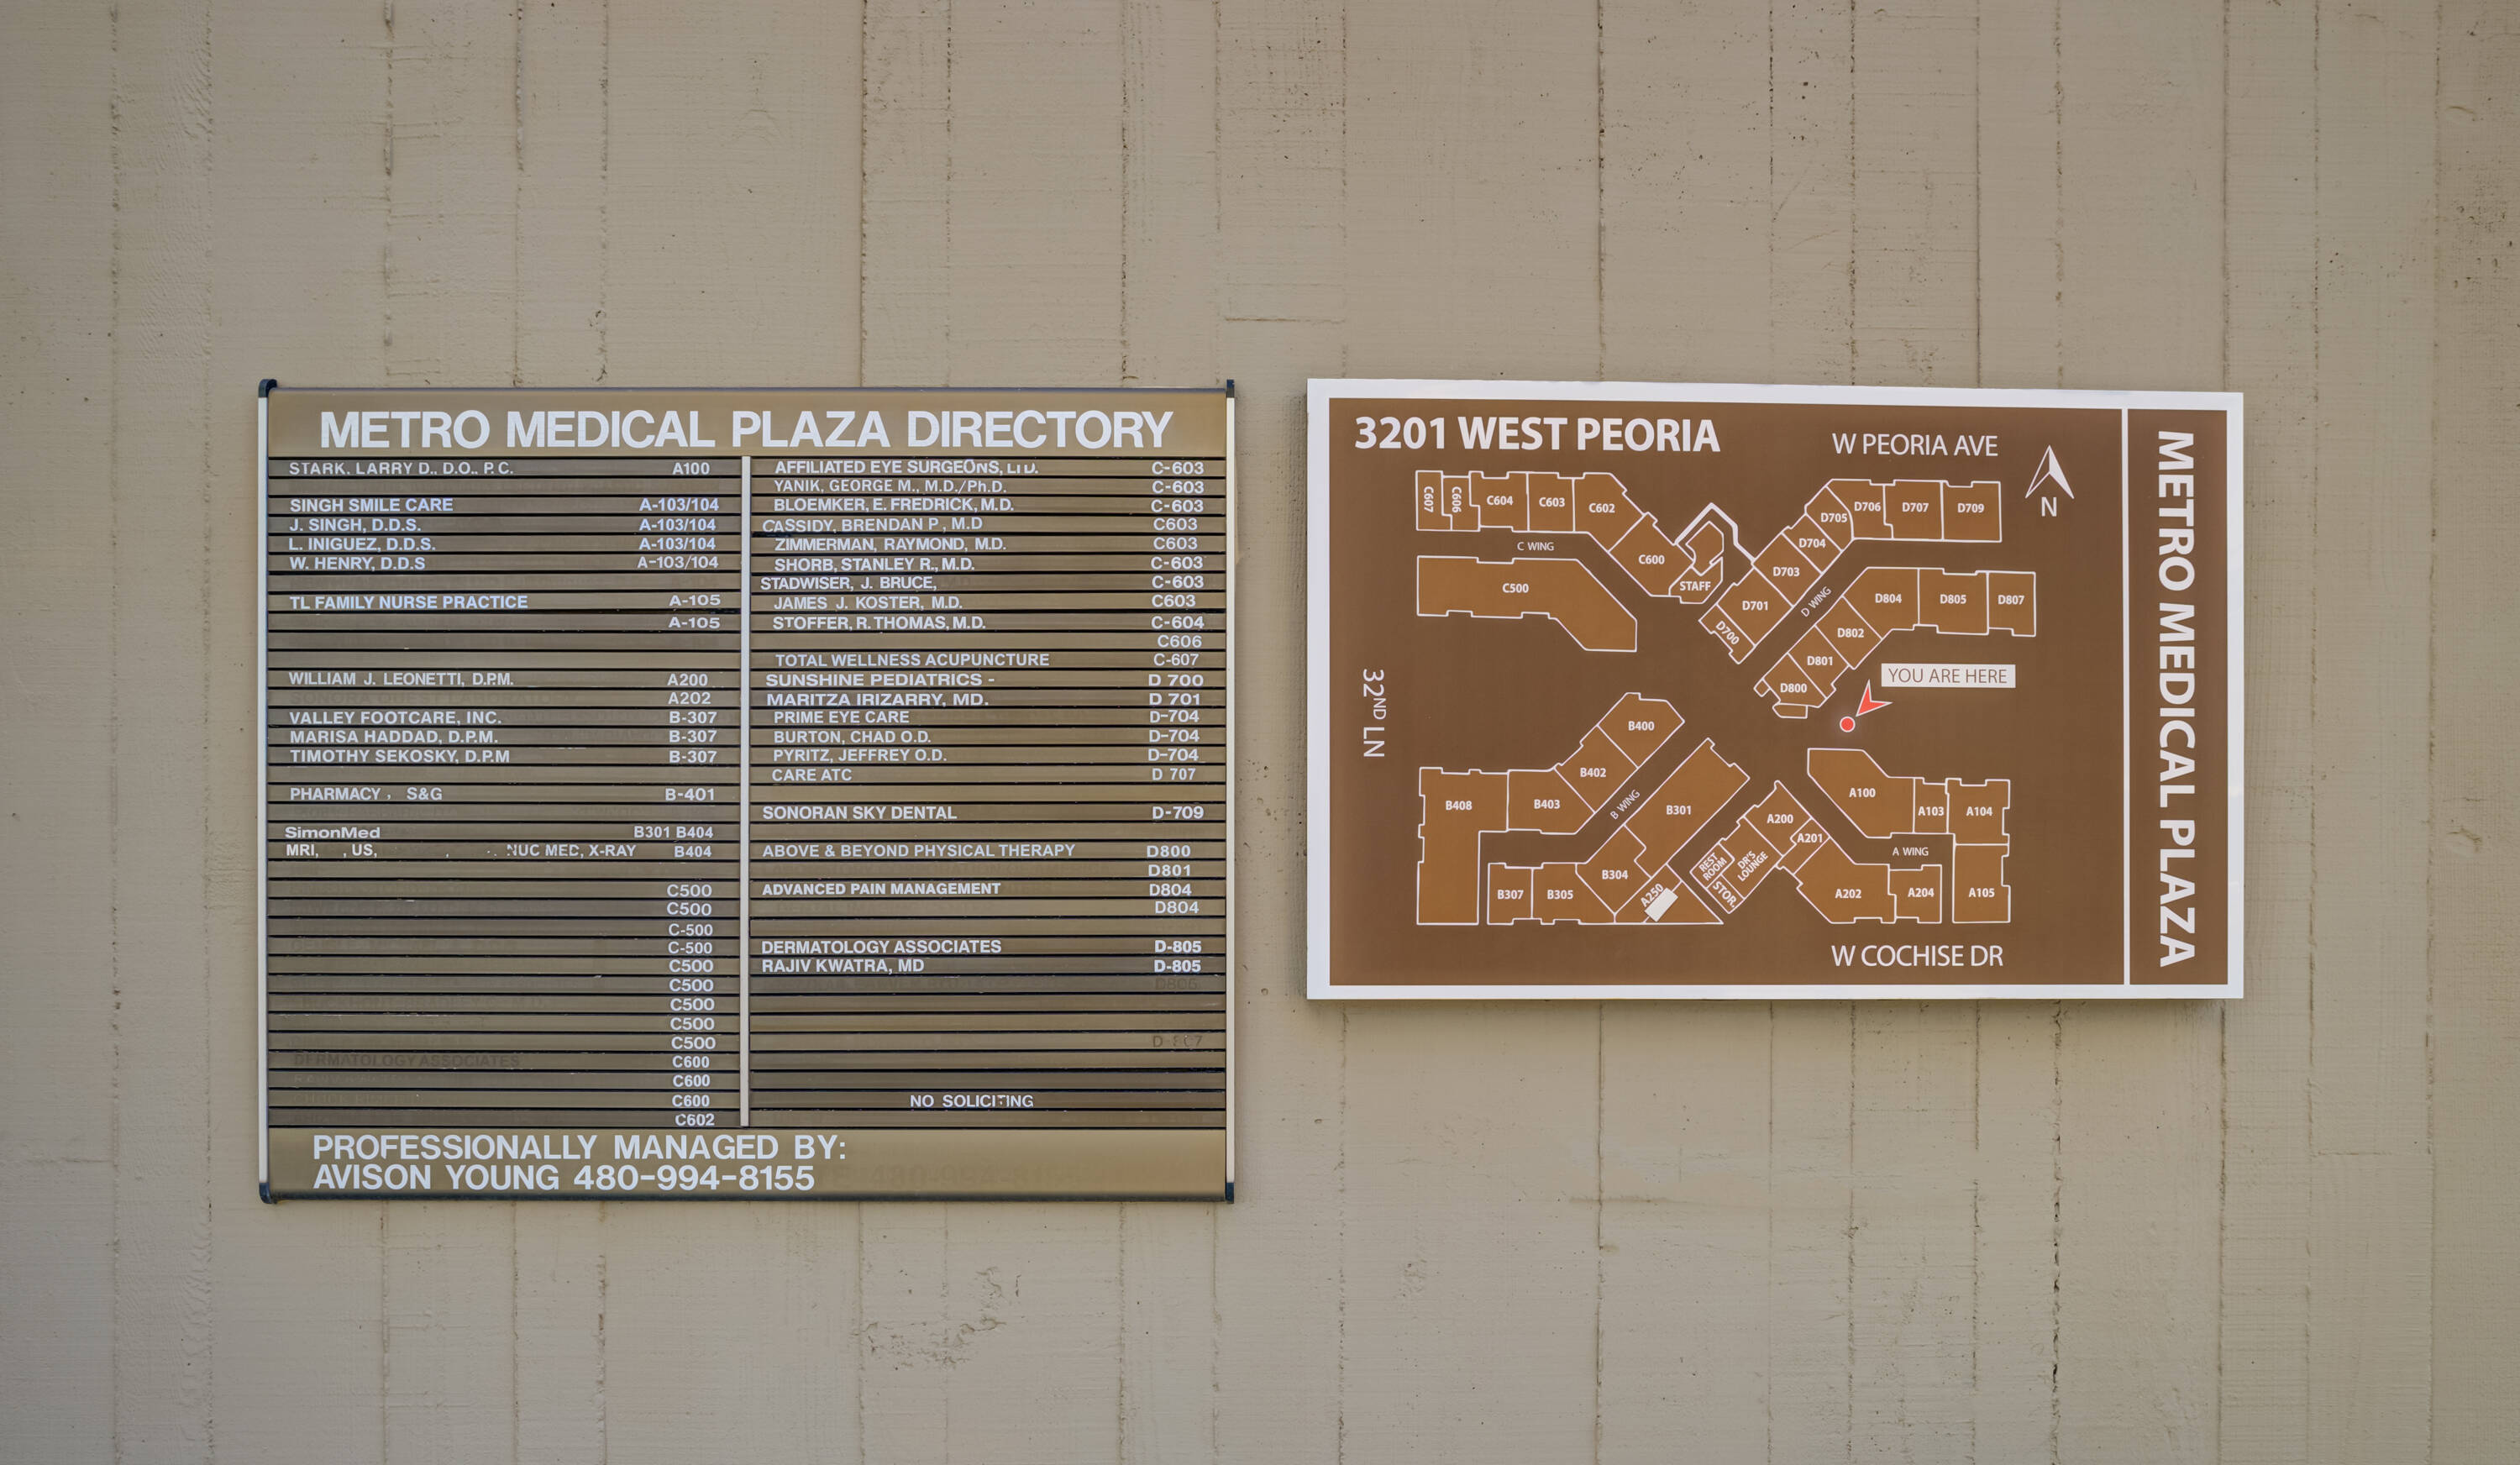 METRO MEDICAL PLAZA DIRECTORY
STARK. LARRY D.. D.O.. P.C. A100
SINGH SMILE CARE A-103/104
J. SINGH, D.D.S. A-103/104
L. INIGUEZ, D.D.S. A-103/104
W. HENRY, D.D.S A-103/104
TL FAMILY NURSE PRACTICE A-105
A-105
WILLIAM J. LEONETTI, D.P.M. A200
A202
VALLEY FOOTCARE, INC. B-307
MARISA HADDAD, D.P.M. B-307
TIMOTHY SEKOSKY, D.P.M B-307
PHARMACY , S&G B-401
SimonMed B301 B404
MRI, , US, , . NUC MED, X-RAY B404
C500
C500
C-500
C-500
C500
C500
C500
C500
C500
DERMATOLOGY ASSOCIATES C600
C600
C600
C602
AFFILIATED EYE SURGEONS, LTD. C-603
YANIK, GEORGE M., M.D./Ph.D. C-603
BLOEMKER, E. FREDRICK, M.D. C-603
CASSIDY, BRENDAN P , M.D C603
ZIMMERMAN, RAYMOND, M.D. C603
SHORB, STANLEY R., M.D. C-603
STADWISER, J. BRUCE, C-603
JAMES J. KOSTER, M.D. C603
STOFFER, R. THOMAS, M.D. C-604
C606
TOTAL WELLNESS ACUPUNCTURE C-607
SUNSHINE PEDIATRICS - D 700
MARITZA IRIZARRY, MD. D 701
PRIME EYE CARE D-704
BURTON, CHAD O.D. D-704
PYRITZ, JEFFREY O.D. D-704
CARE ATC D 707
SONORAN SKY DENTAL D-709
ABOVE & BEYOND PHYSICAL THERAPY D800
D801
ADVANCED PAIN MANAGEMENT D804
D804
DERMATOLOGY ASSOCIATES D-805
RAJIV KWATRA, MD D-805
NO SOLICITING
PROFESSIONALLY MANAGED BY:
AVISON YOUNG 480-994-8155
3201 WEST PEORIA
W PEORIA AVE
N
C607
C606
C604
C603
C602
C WING
C600
STAFF
C500
D705
D706
D707
D709
D704
D703
D701
D700
D WING
D804
D805
D807
D802
D801
D800
YOU ARE HERE
32ND LN
B400
B402
B403
B408
B WING
B301
B304
B305
B307
A250
REST
ROOM
DR'S
LOUNGE
STOR.
A200
A201
A100
A103
A104
A WING
A202
A204
A105
W COCHISE DR
METRO MEDICAL PLAZA